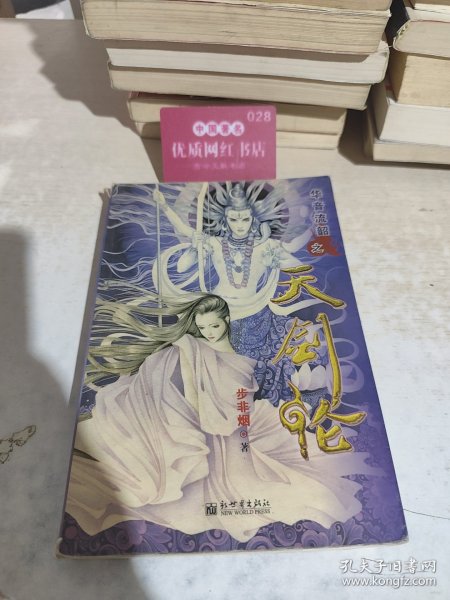 028
中国著名
优质网红书店
华音流韶
之
天剑伦
步非烟◎著
新世界出版社
NEW WORLD PRESS
孔夫子旧书网
www.kongfz.com